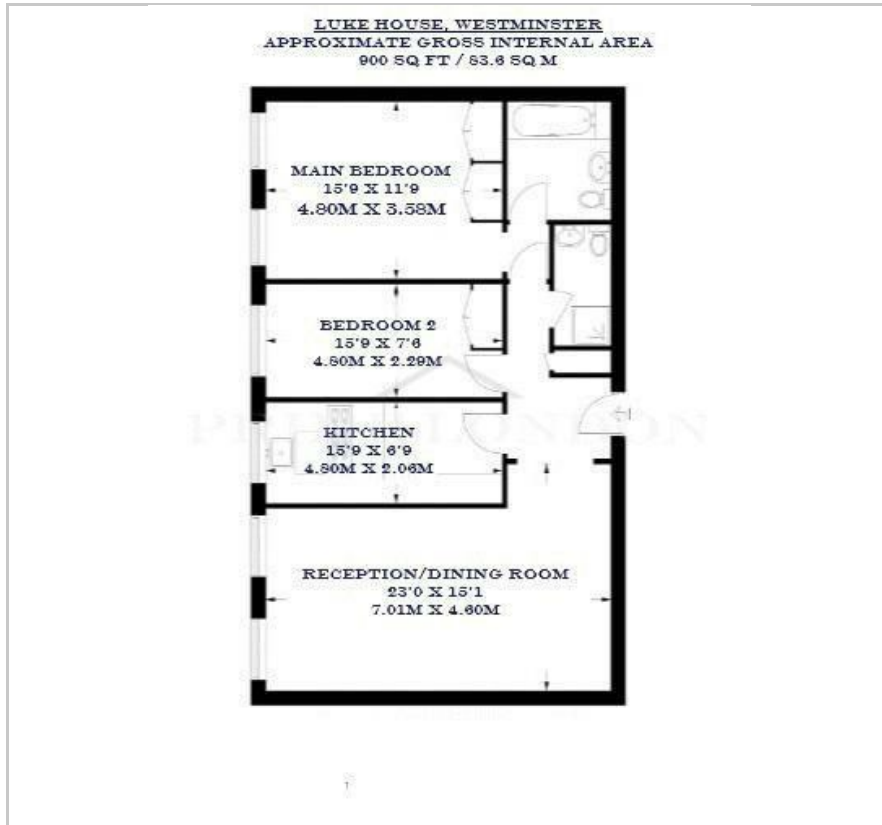 LUKE HOUSE, WESTMINSTER
APPROXIMATE GROSS INTERNAL AREA
900 SQ FT / 83.6 SQ M
MAIN BEDROOM
15'9 X 11'9
4.80M X 3.58M
BEDROOM 2
15'9 X 7'6
4.80M X 2.29M
KITCHEN
15'9 X 6'9
4.80M X 2.06M
RECEPTION/DINING ROOM
23'0 X 15'1
7.01M X 4.60M